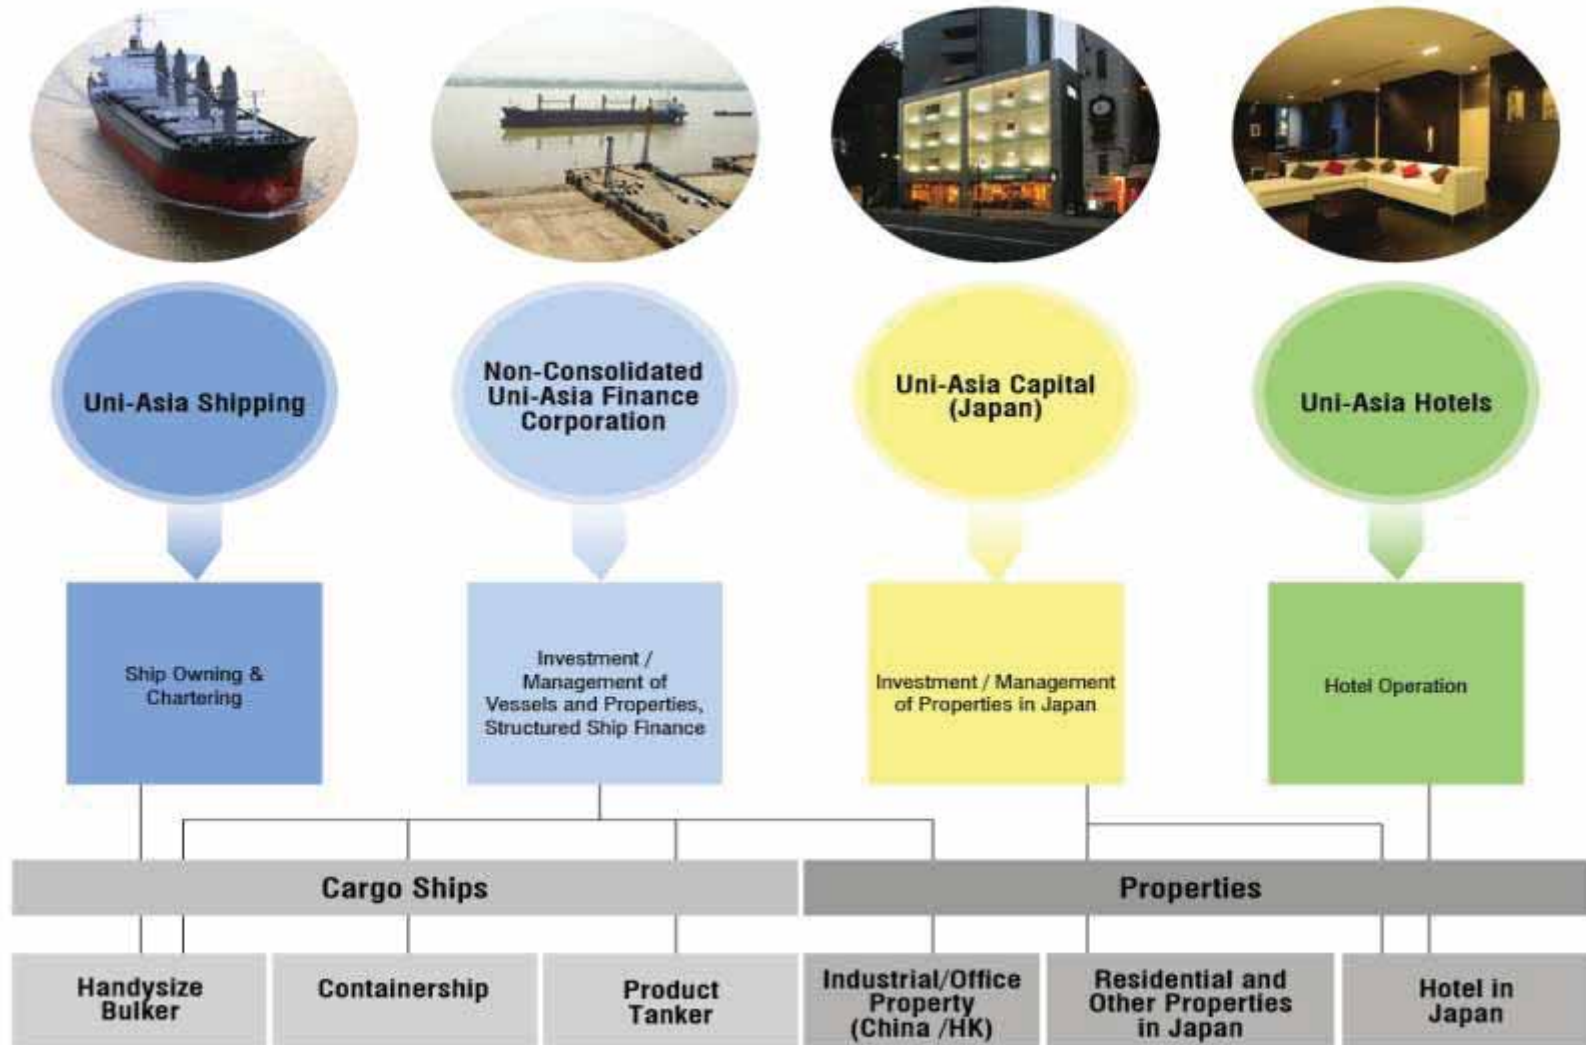 Uni-Asia Shipping
Non-Consolidated
Uni-Asia Finance
Corporation
Uni-Asia Capital
(Japan)
Uni-Asia Hotels
Ship Owning &
Chartering
Investment /
Management of
Vessels and Properties,
Structured Ship Finance
Investment / Management
of Properties in Japan
Hotel Operation
Cargo Ships
Properties
Handysize
Bulker
Containership
Product
Tanker
Industrial/Office
Property
(China /HK)
Residential and
Other Properties
in Japan
Hotel in
Japan